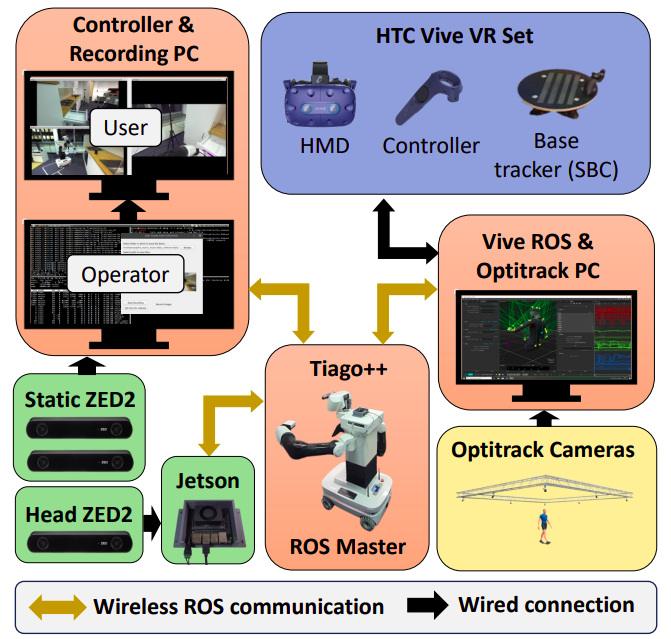 Controller &
Recording PC
User
Operator
HTC Vive VR Set
HMD
Controller
Base
tracker (SBC)
Vive ROS &
Optitrack PC
Static ZED2
Head ZED2
Jetson
Tiago++
ROS Master
Optitrack Cameras
Wireless ROS communication
Wired connection